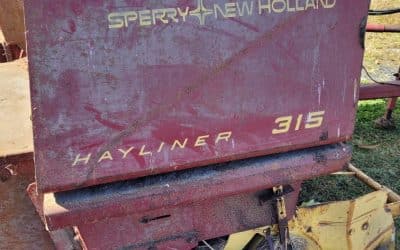 SPERRY NEW HOLLAND
HAYLINER 315